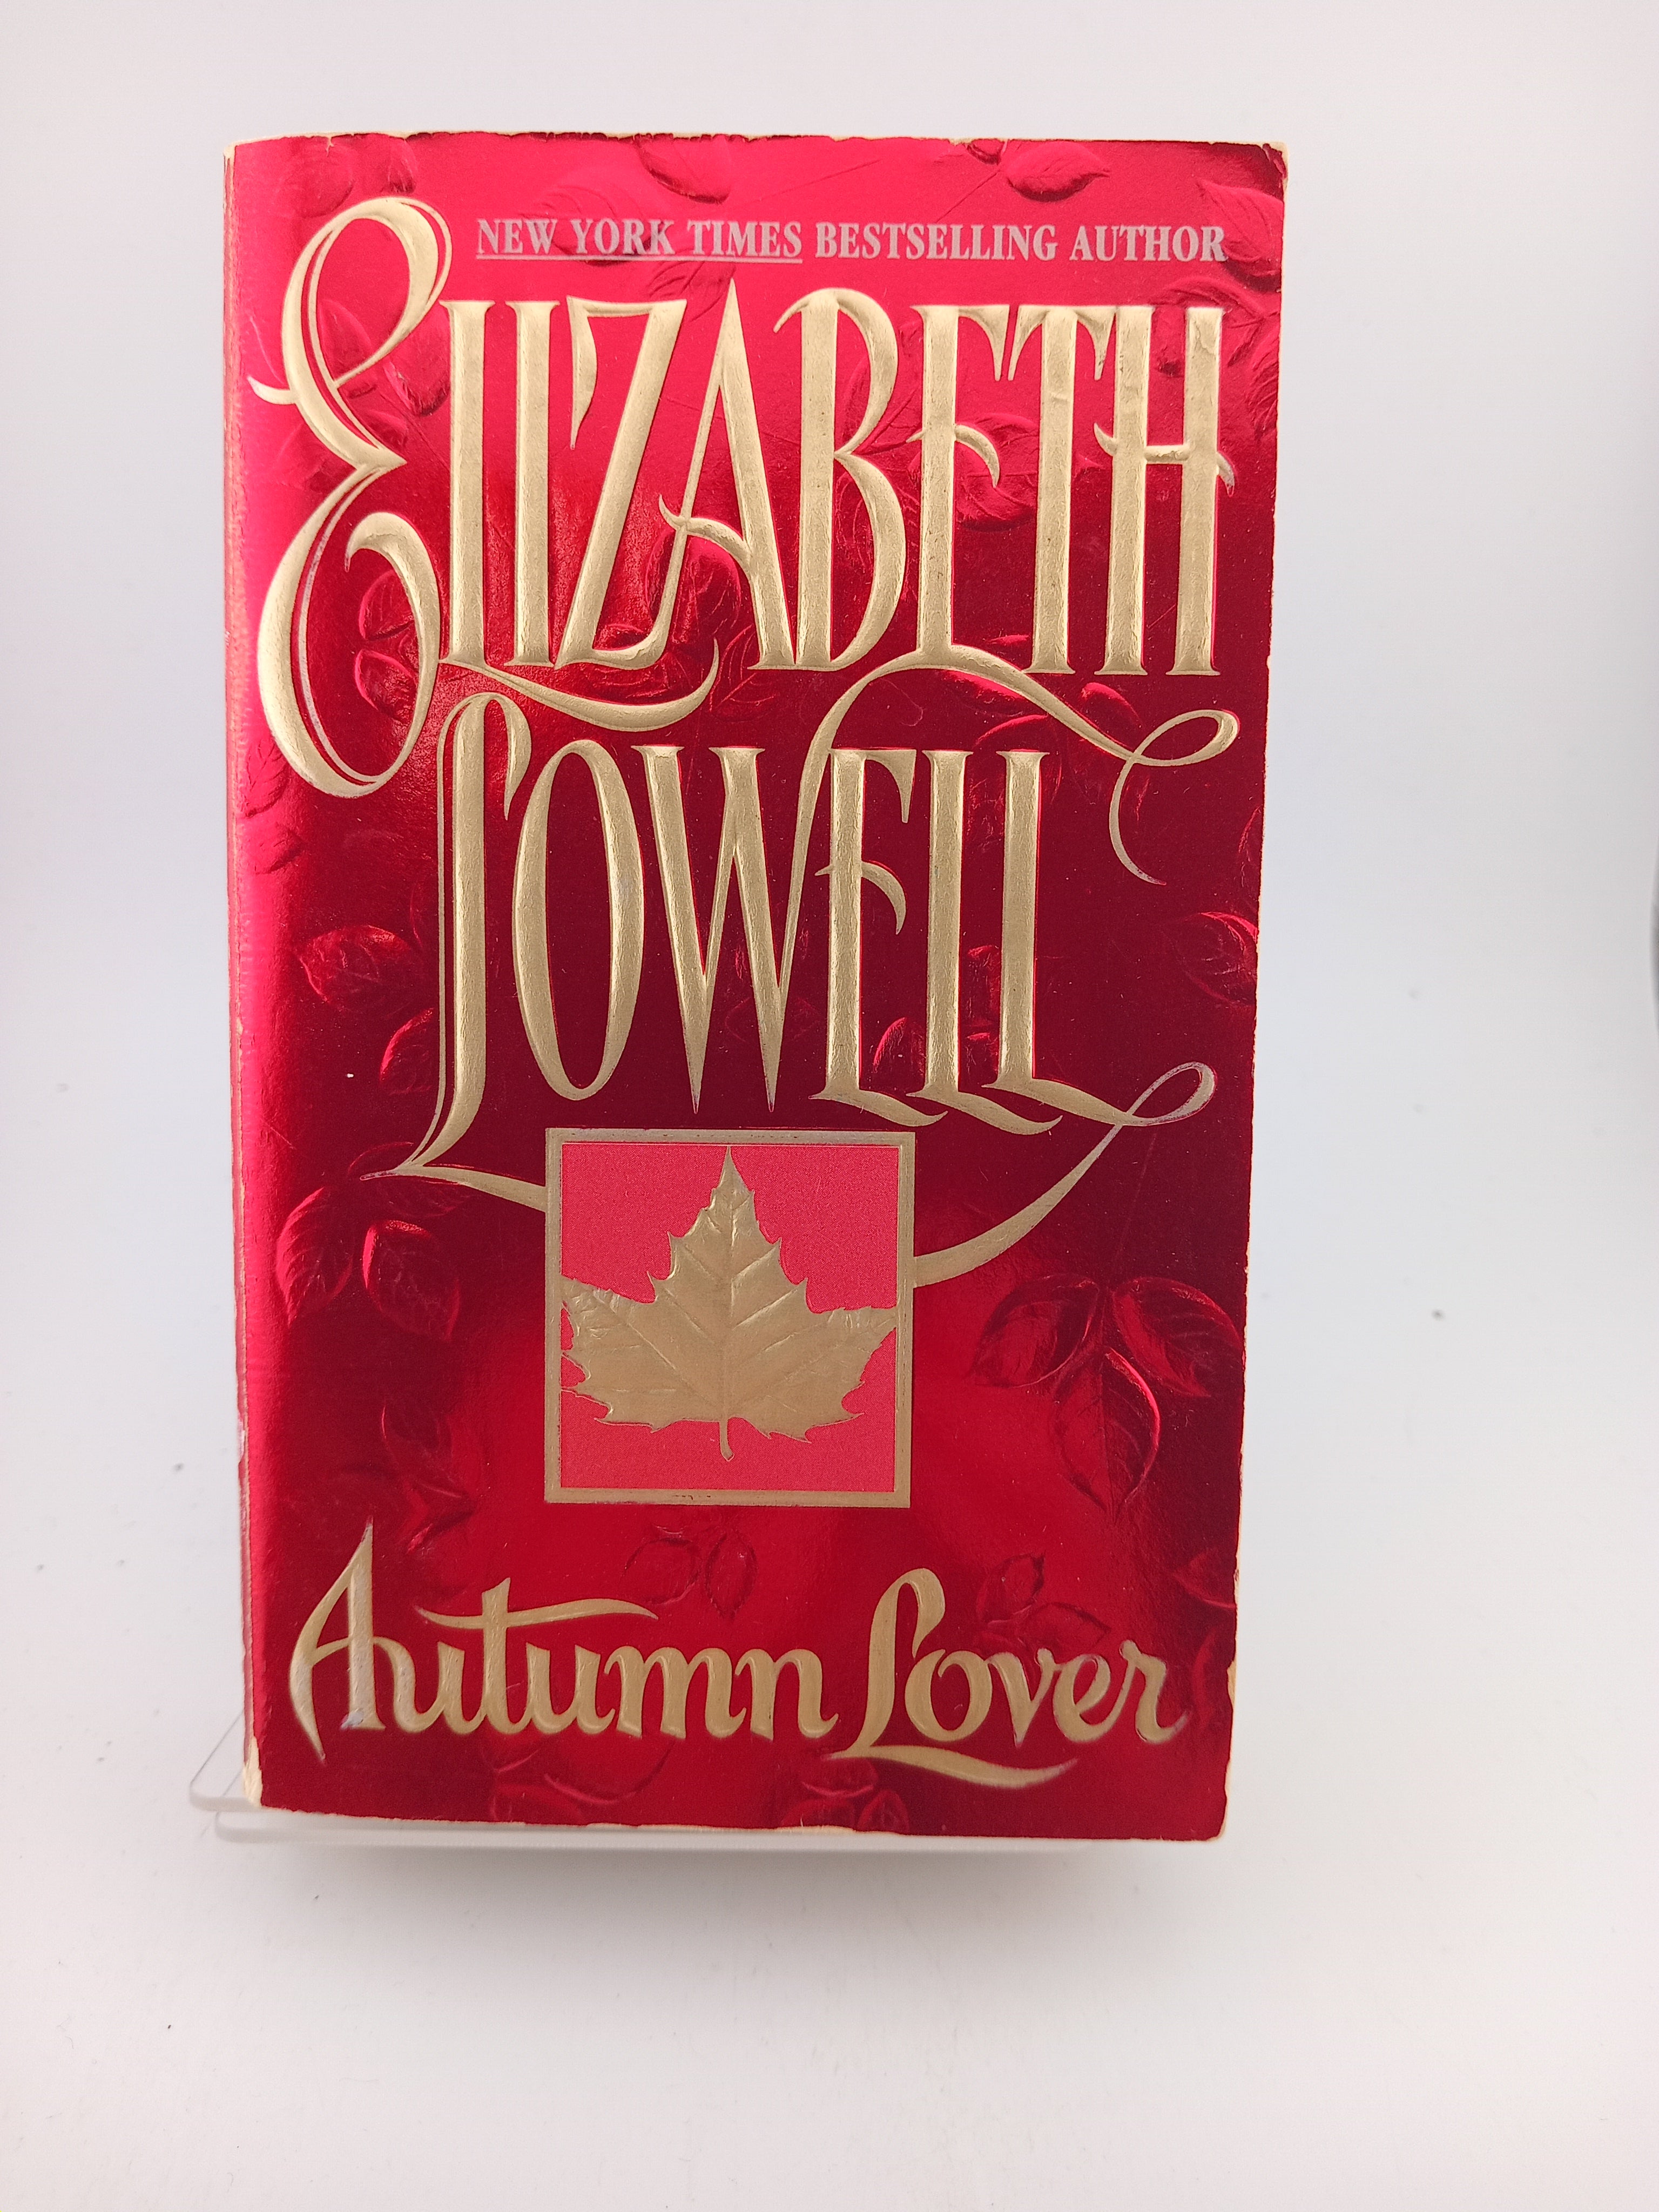 NEW YORK TIMES BESTSELLING AUTHOR
ELIZABETH
LOWELL
Autumn Lover